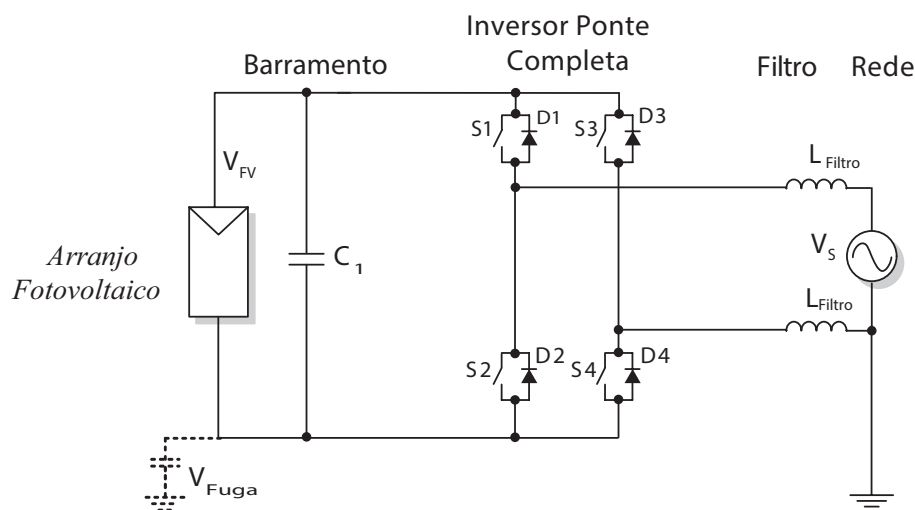 Inversor Ponte
Completa
Barramento
Filtro
Rede
S1
D1
S3
D3
V FV
L Filtro
Arranjo
Fotovoltaico
C 1
V S
L Filtro
S2
D2
S4
D4
V Fuga